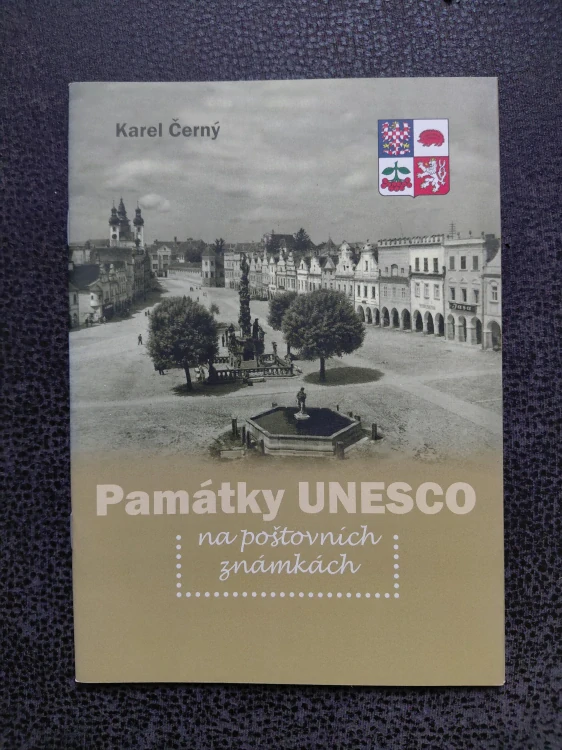 Karel Černý
Památky UNESCO
na poštovních
známkách